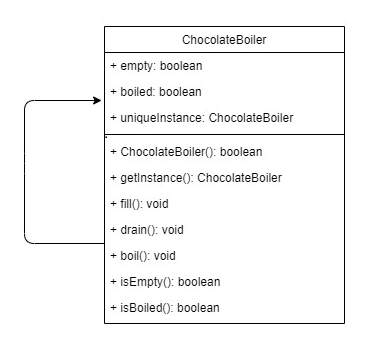 ChocolateBoiler
+ empty: boolean
+ boiled: boolean
+ uniqueInstance: ChocolateBoiler
+ ChocolateBoiler(): boolean
+ getInstance(): ChocolateBoiler
+ fill(): void
+ drain(): void
+ boil(): void
+ isEmpty(): boolean
+ isBoiled(): boolean